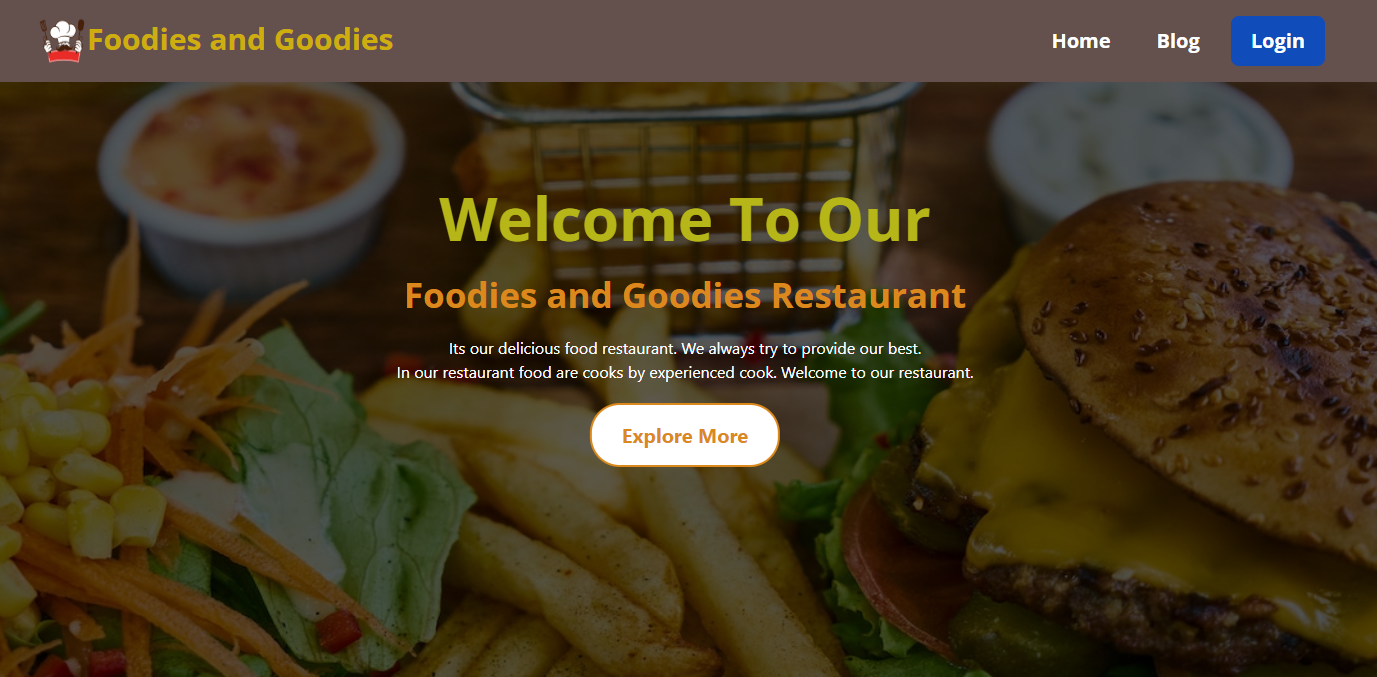 Foodies and Goodies
Home
Blog
Login
Welcome To Our
Foodies and Goodies Restaurant
Its our delicious food restaurant. We always try to provide our best.
In our restaurant food are cooks by experienced cook. Welcome to our restaurant.
Explore More